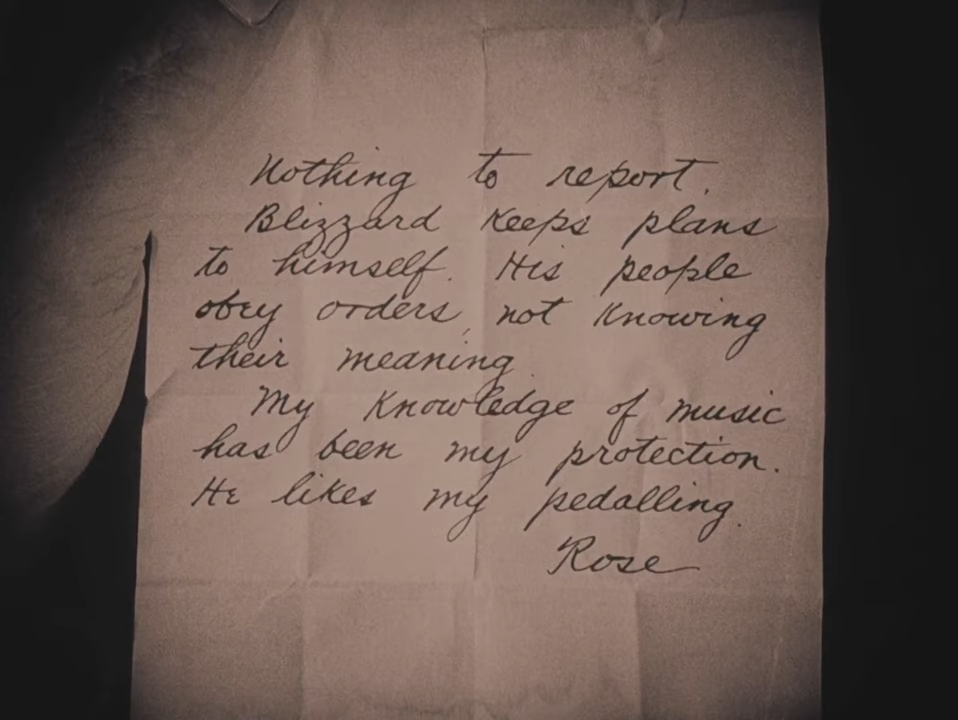 Nothing to report.
Blizzard keeps plans
to himself. His people
obey orders, not knowing
their meaning.
My knowledge of music
has been my protection.
He likes my pedalling.
Rose